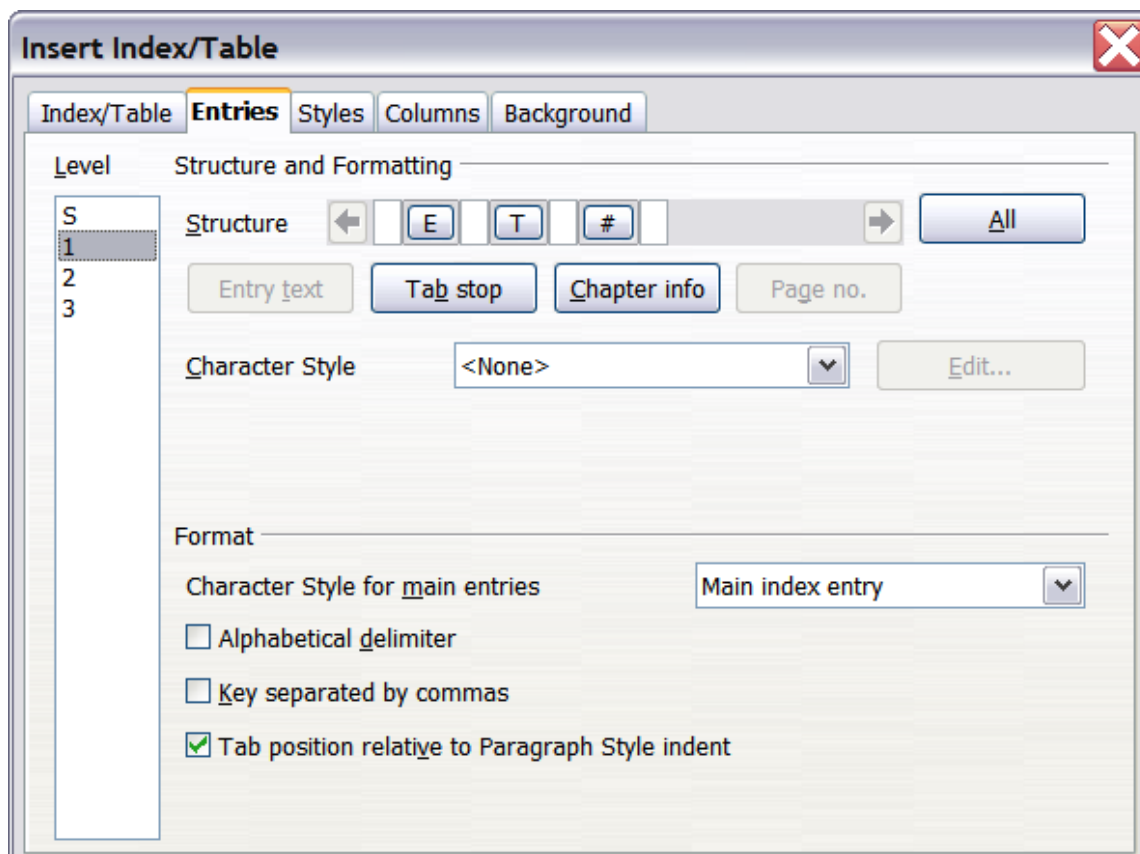 Insert Index/Table
Index/Table Entries Styles Columns Background
Level Structure and Formatting
S
1
2
3
Structure E T # All
Entry text Tab stop Chapter info Page no.
Character Style <None> Edit...
Format
Character Style for main entries Main index entry
Alphabetical delimiter
Key separated by commas
Tab position relative to Paragraph Style indent